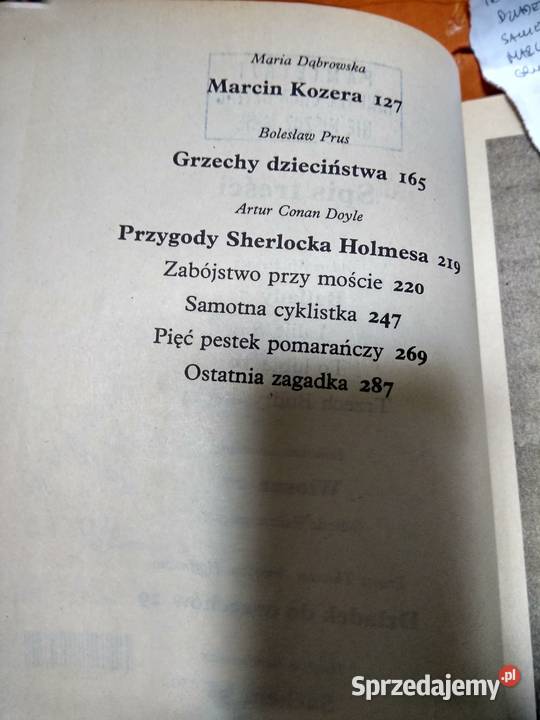 Maria Dąbrowska
Marcin Kozera 127
Bolesław Prus
Grzechy dzieciństwa 165
Artur Conan Doyle
Przygody Sherlocka Holmesa 219
Zabójstwo przy moście 220
Samotna cyklistka 247
Pięć pestek pomarańczy 269
Ostatnia zagadka 287
Sprzedajemy.pl